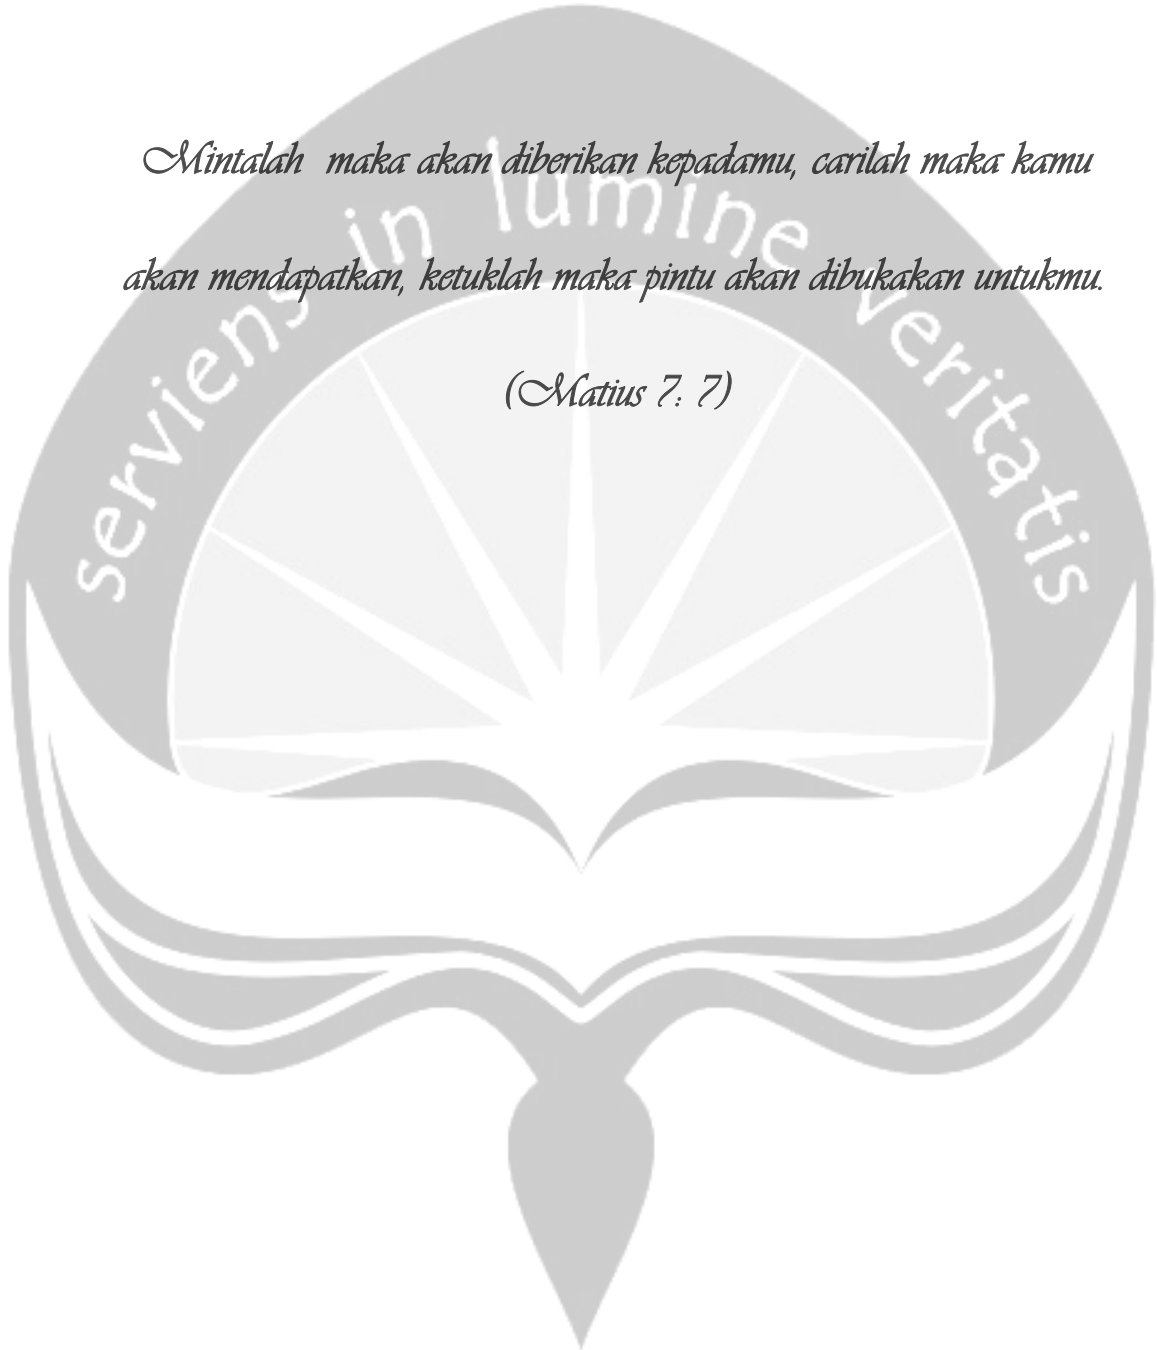 Mintalah maka akan diberikan kepadamu, carilah maka kamu
akan mendapatkan, ketuklah maka pintu akan dibukakan untukmu.
(Matius 7: 7)
serviens in lumine veritatis